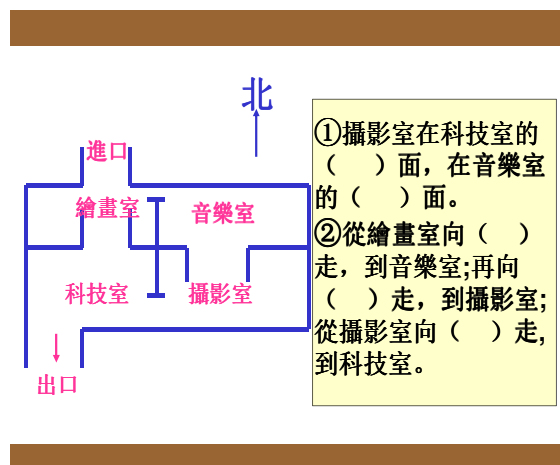 北
進口
繪畫室
音樂室
科技室
攝影室
出口
①攝影室在科技室的
（　）面，在音樂室
的（　）面。
②從繪畫室向（　）
走，到音樂室;再向
（　）走，到攝影室;
從攝影室向（　）走,
到科技室。